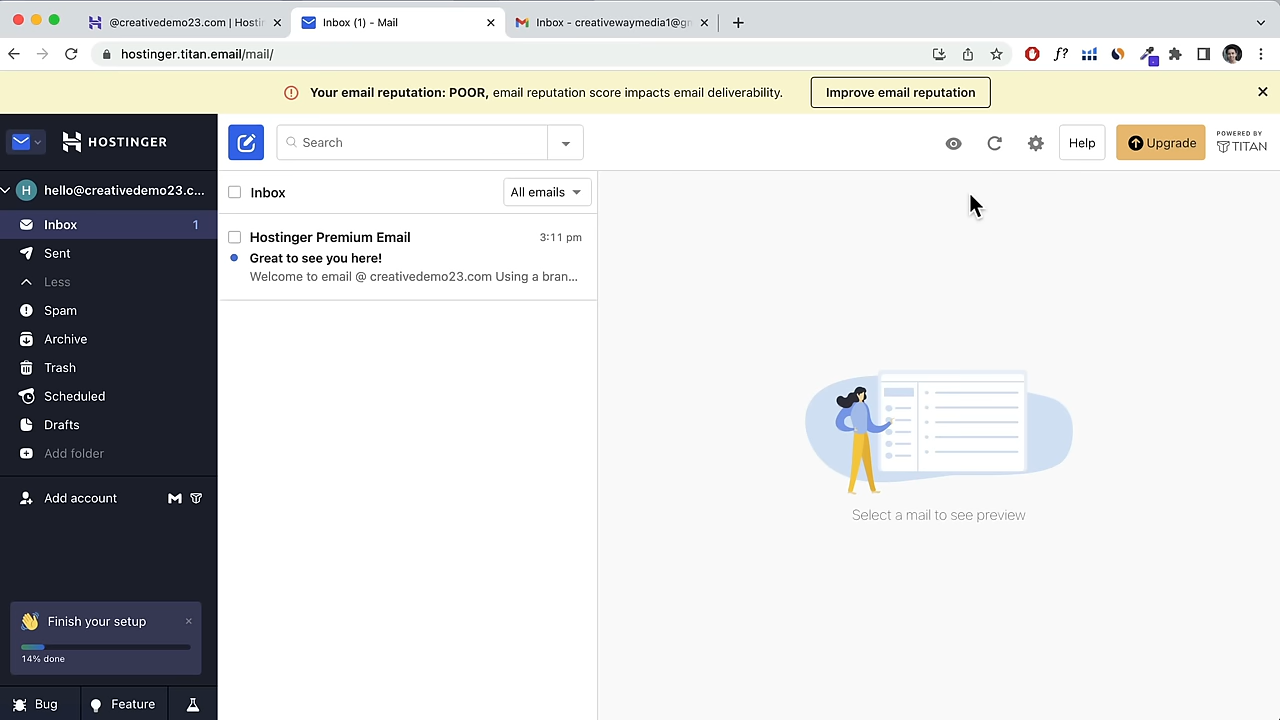 @creativedemo23.com | Hostin
Inbox (1) - Mail
Inbox - creativewaymedia1@gm
hostinger.titan.email/mail/
Your email reputation: POOR, email reputation score impacts email deliverability.
Improve email reputation
HOSTINGER
Search
Help
Upgrade
POWERED BY
TITAN
H
hello@creativedemo23.c...
Inbox
All emails
Inbox 1
Hostinger Premium Email 3:11 pm
Great to see you here!
Welcome to email @ creativedemo23.com Using a bran...
Sent
Less
Spam
Archive
Trash
Scheduled
Drafts
Add folder
Add account
Select a mail to see preview
Finish your setup
14% done
Bug
Feature